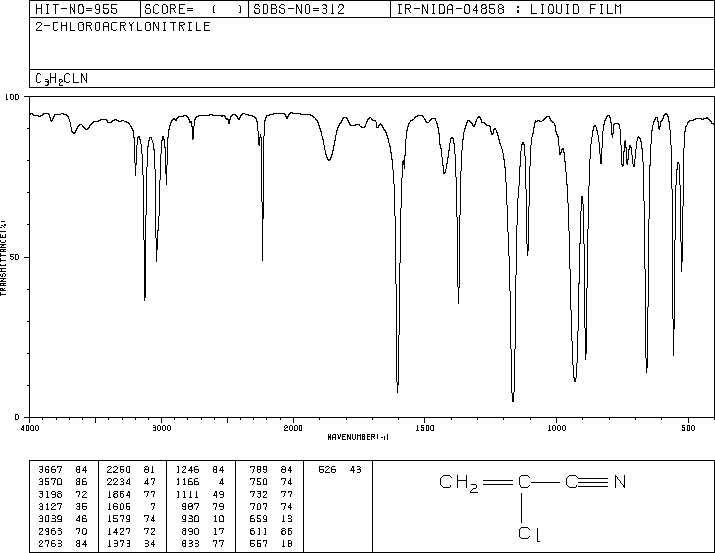 HIT-NO=955 SCORE= ( ) SDBS-NO=312 IR-NIDA-04858 : LIQUID FILM
2-CHLOROACRYLONITRILE
C3H2CLN
100
50
0
TRANSMITTANCE(%)
4000 3000 2000 1500 1000 500
WAVENUMBER(-1)
3667 84 2260 81 1246 84 789 84 526 43
3570 86 2234 47 1166 4 750 74
3198 72 1864 77 1111 49 732 77
3127 35 1606 7 987 79 707 74
3039 46 1579 74 930 10 659 13
2963 70 1427 72 890 17 611 86
2763 84 1373 34 833 77 557 18
CH2 C C N
Cl